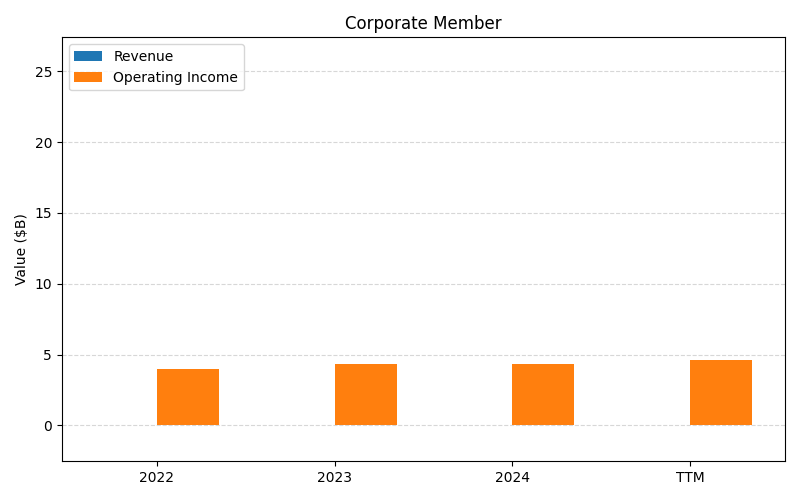 Corporate Member
Revenue
Operating Income
25
20
15
10
5
0
Value ($B)
2022 2023 2024 TTM